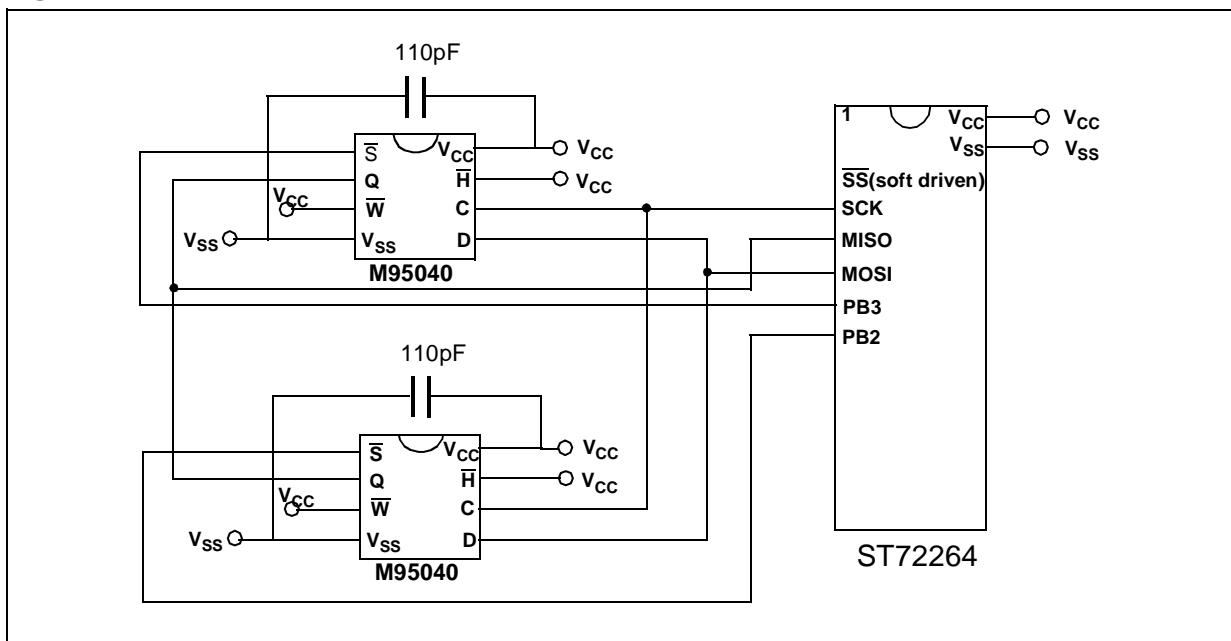 110pF
1
VCC
VCC
VSS
VSS
S̅
VCC
VCC
Q
H̅
VCC
VCC
W̅
C
VSS
VSS
D
M95040
S̅S̅(soft driven)
SCK
MISO
MOSI
PB3
PB2
110pF
S̅
VCC
VCC
Q
H̅
VCC
VCC
W̅
C
VSS
VSS
D
M95040
ST72264